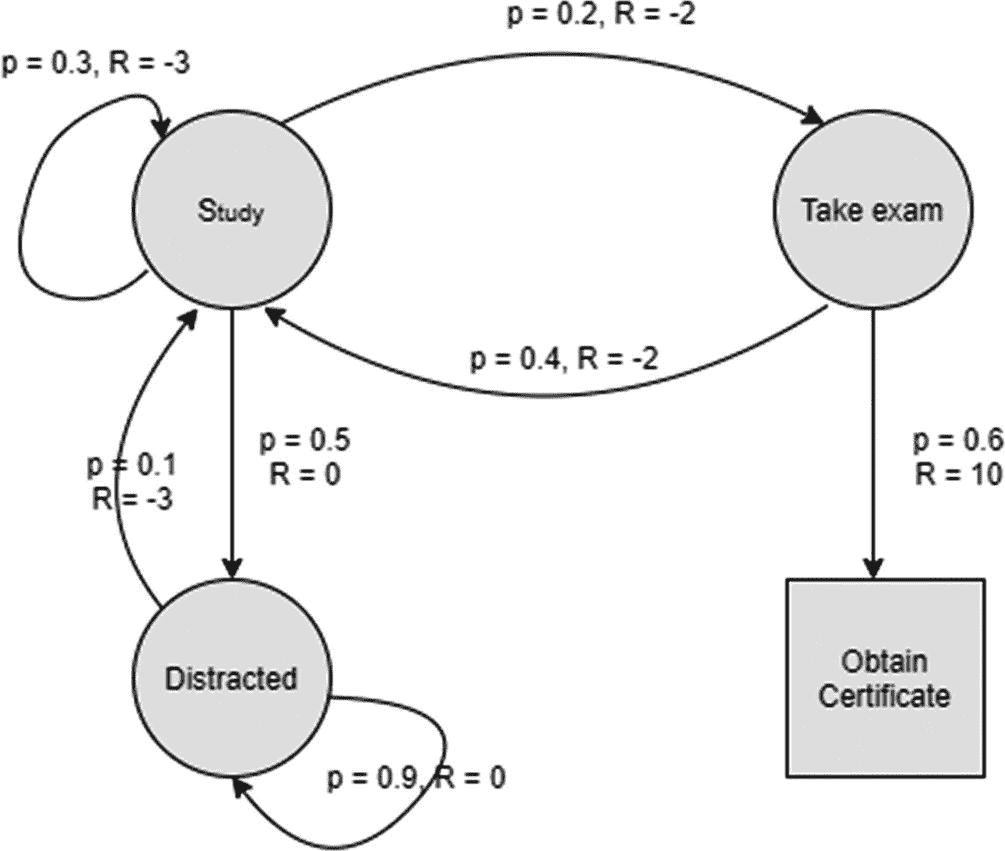 p = 0.2, R = -2
p = 0.3, R = -3
Study
Take exam
p = 0.4, R = -2
p = 0.5
R = 0
p = 0.6
R = 10
p = 0.1
R = -3
Distracted
Obtain
Certificate
p = 0.9, R = 0